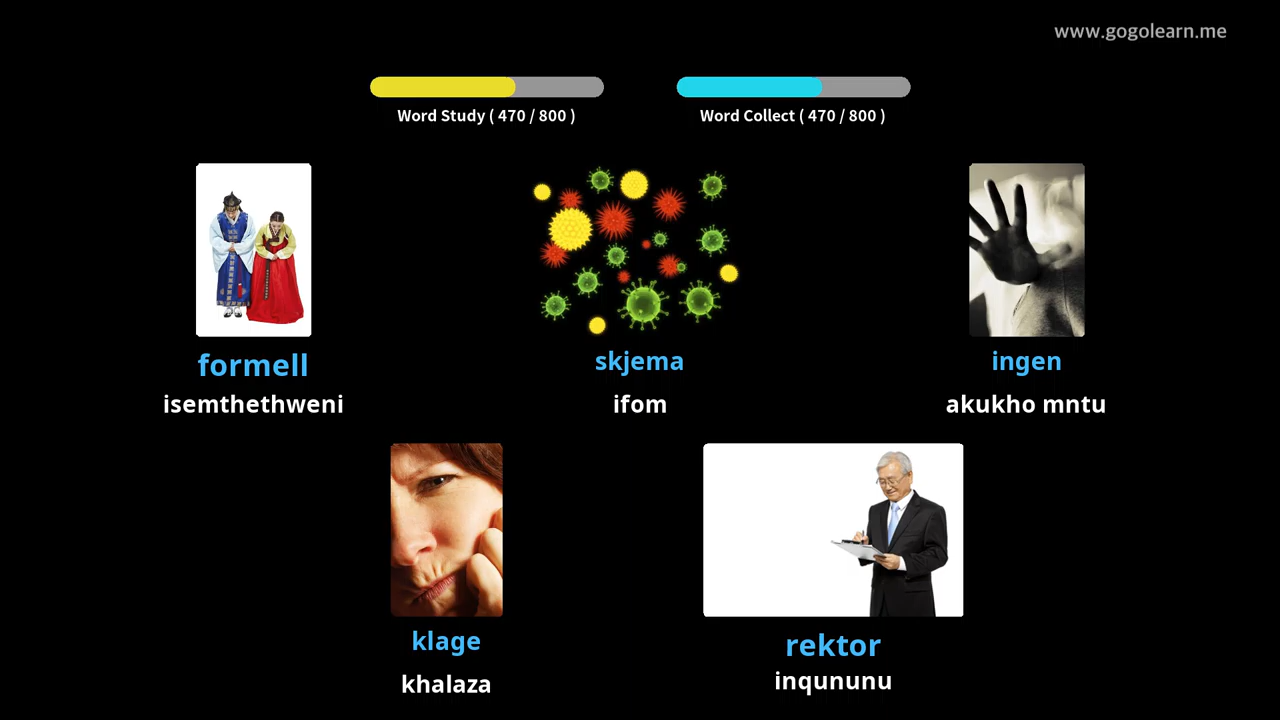 www.gogolearn.me
Word Study ( 470 / 800 )
Word Collect ( 470 / 800 )
formell
isemthethweni
skjema
ifom
ingen
akukho mntu
klage
khalaza
rektor
inqununu